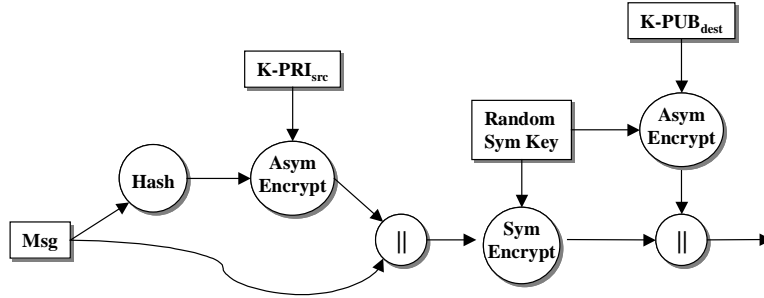 K-PUBdest
K-PRIsrc
Random
Sym Key
Asym
Encrypt
Hash
Asym
Encrypt
Msg
||
Sym
Encrypt
||